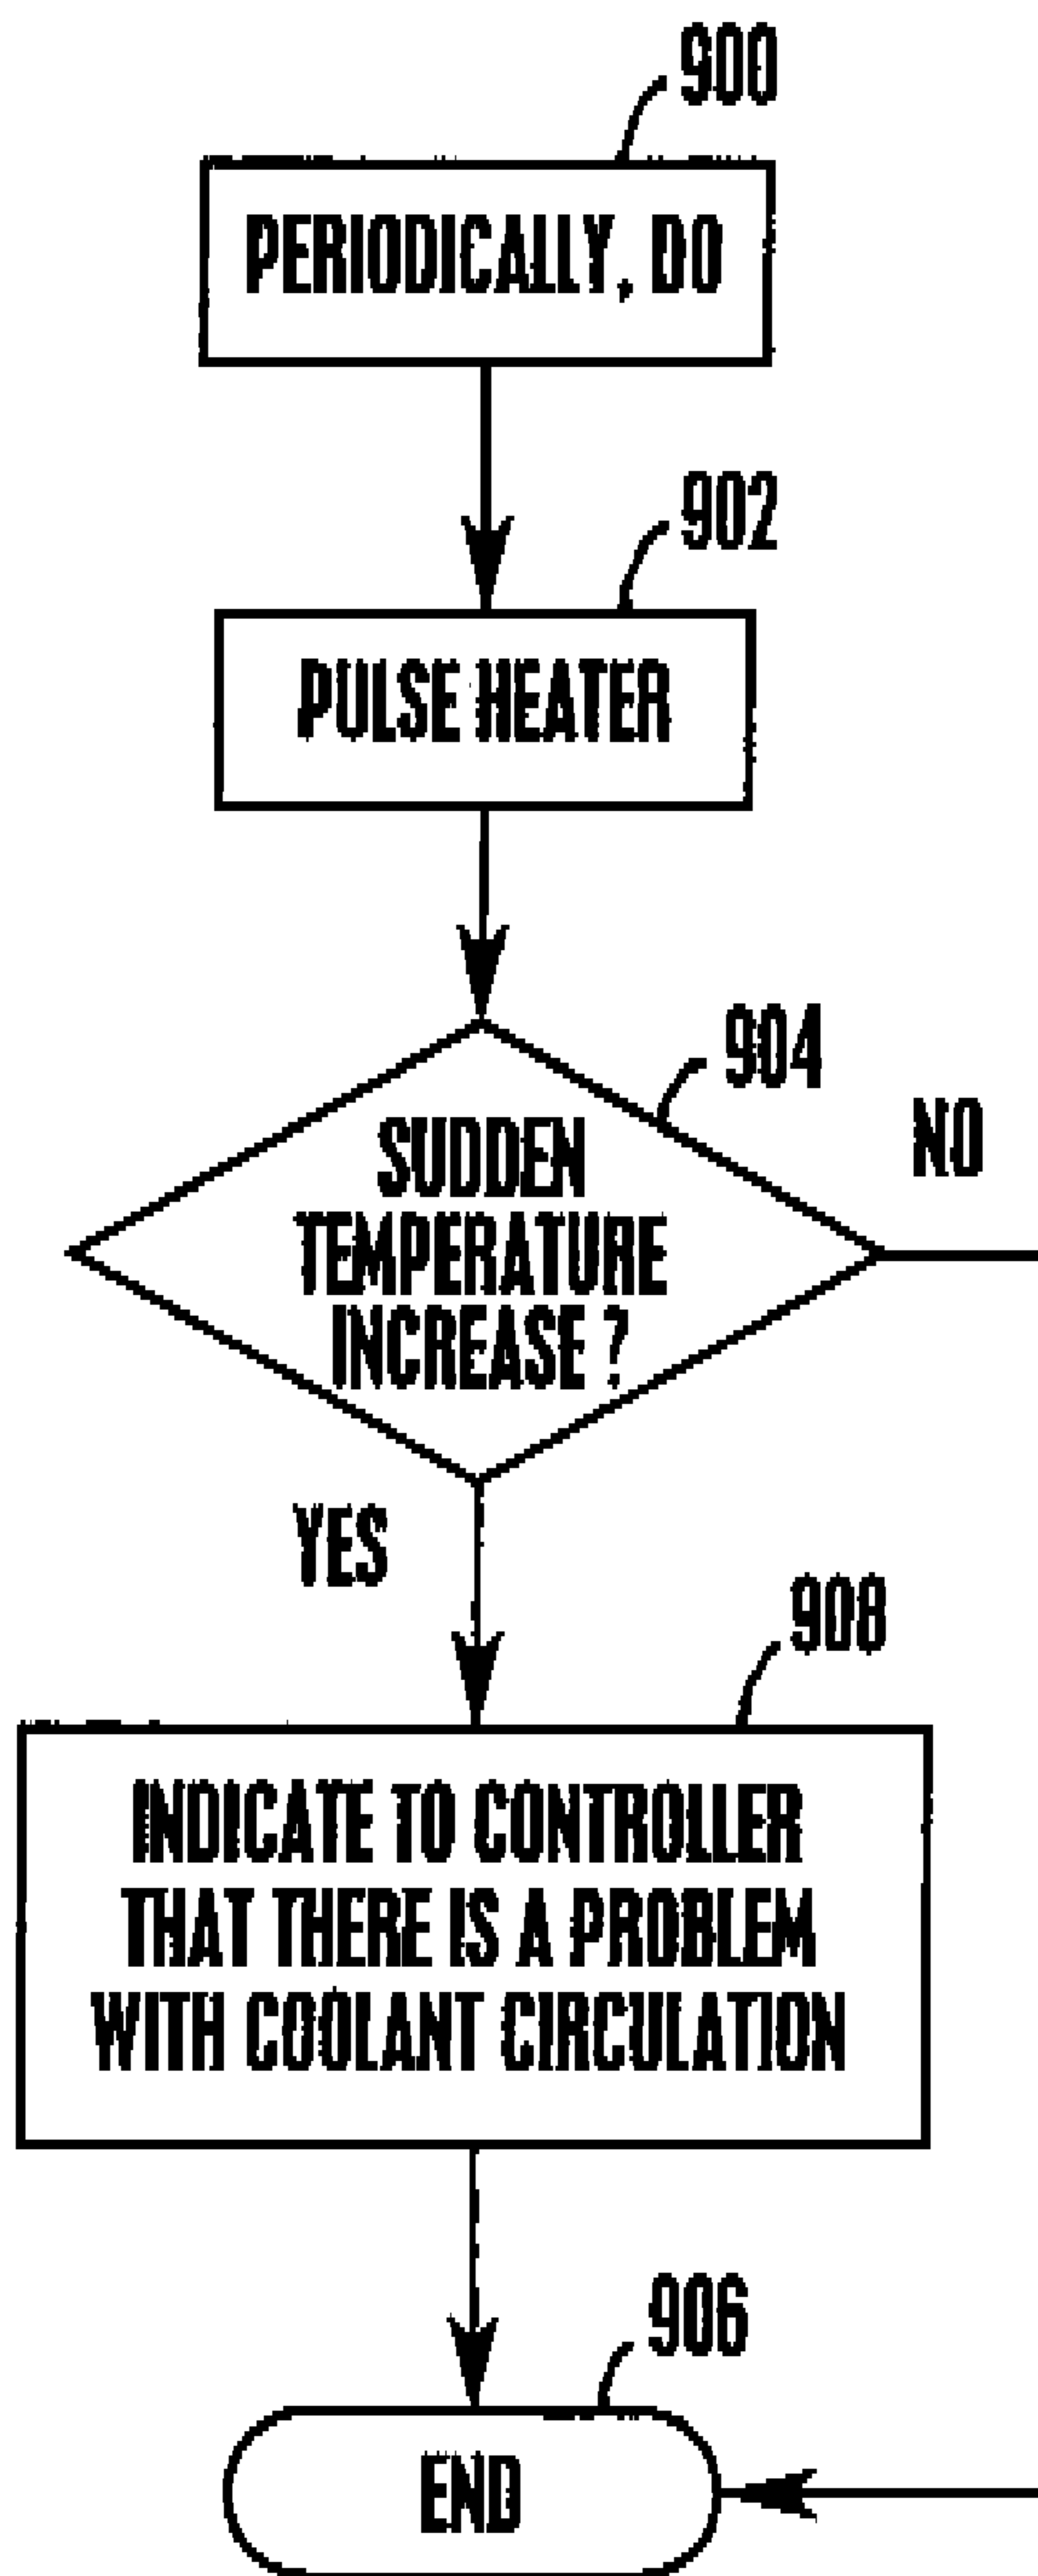 900
PERIODICALLY, DO
902
PULSE HEATER
904
NO
SUDDEN
TEMPERATURE
INCREASE ?
YES
908
INDICATE TO CONTROLLER
THAT THERE IS A PROBLEM
WITH COOLANT CIRCULATION
906
END